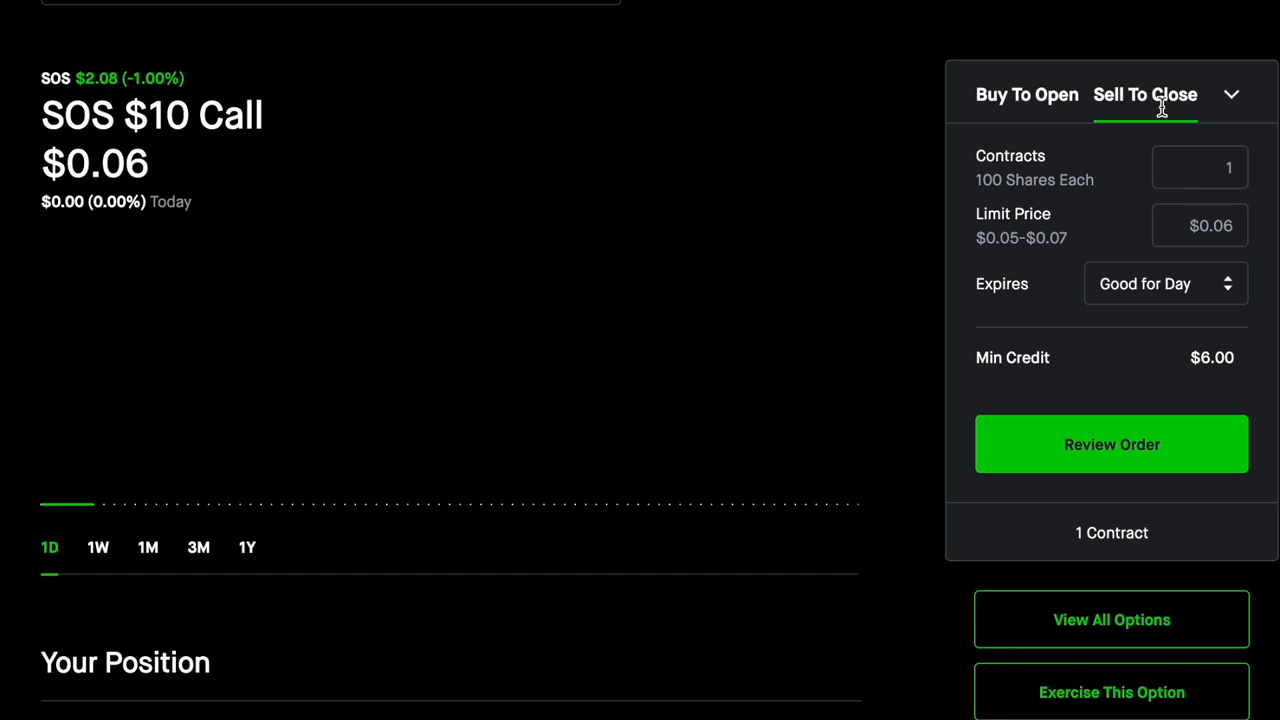 SOS $2.08 (-1.00%)
SOS $10 Call
$0.06
$0.00 (0.00%) Today
1D 1W 1M 3M 1Y
Your Position
Buy To Open Sell To Close
Contracts 1
100 Shares Each
Limit Price $0.06
$0.05-$0.07
Expires Good for Day
Min Credit $6.00
Review Order
1 Contract
View All Options
Exercise This Option